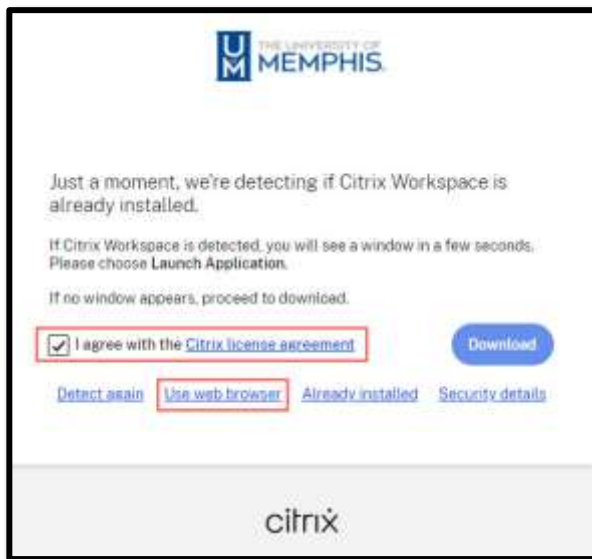 UM THE UNIVERSITY OF
MEMPHIS.
Just a moment, we're detecting if Citrix Workspace is
already installed.
If Citrix Workspace is detected, you will see a window in a few seconds.
Please choose Launch Application.
If no window appears, proceed to download.
I agree with the Citrix license agreement
Download
Detect again Use web browser Already installed Security details
citrix